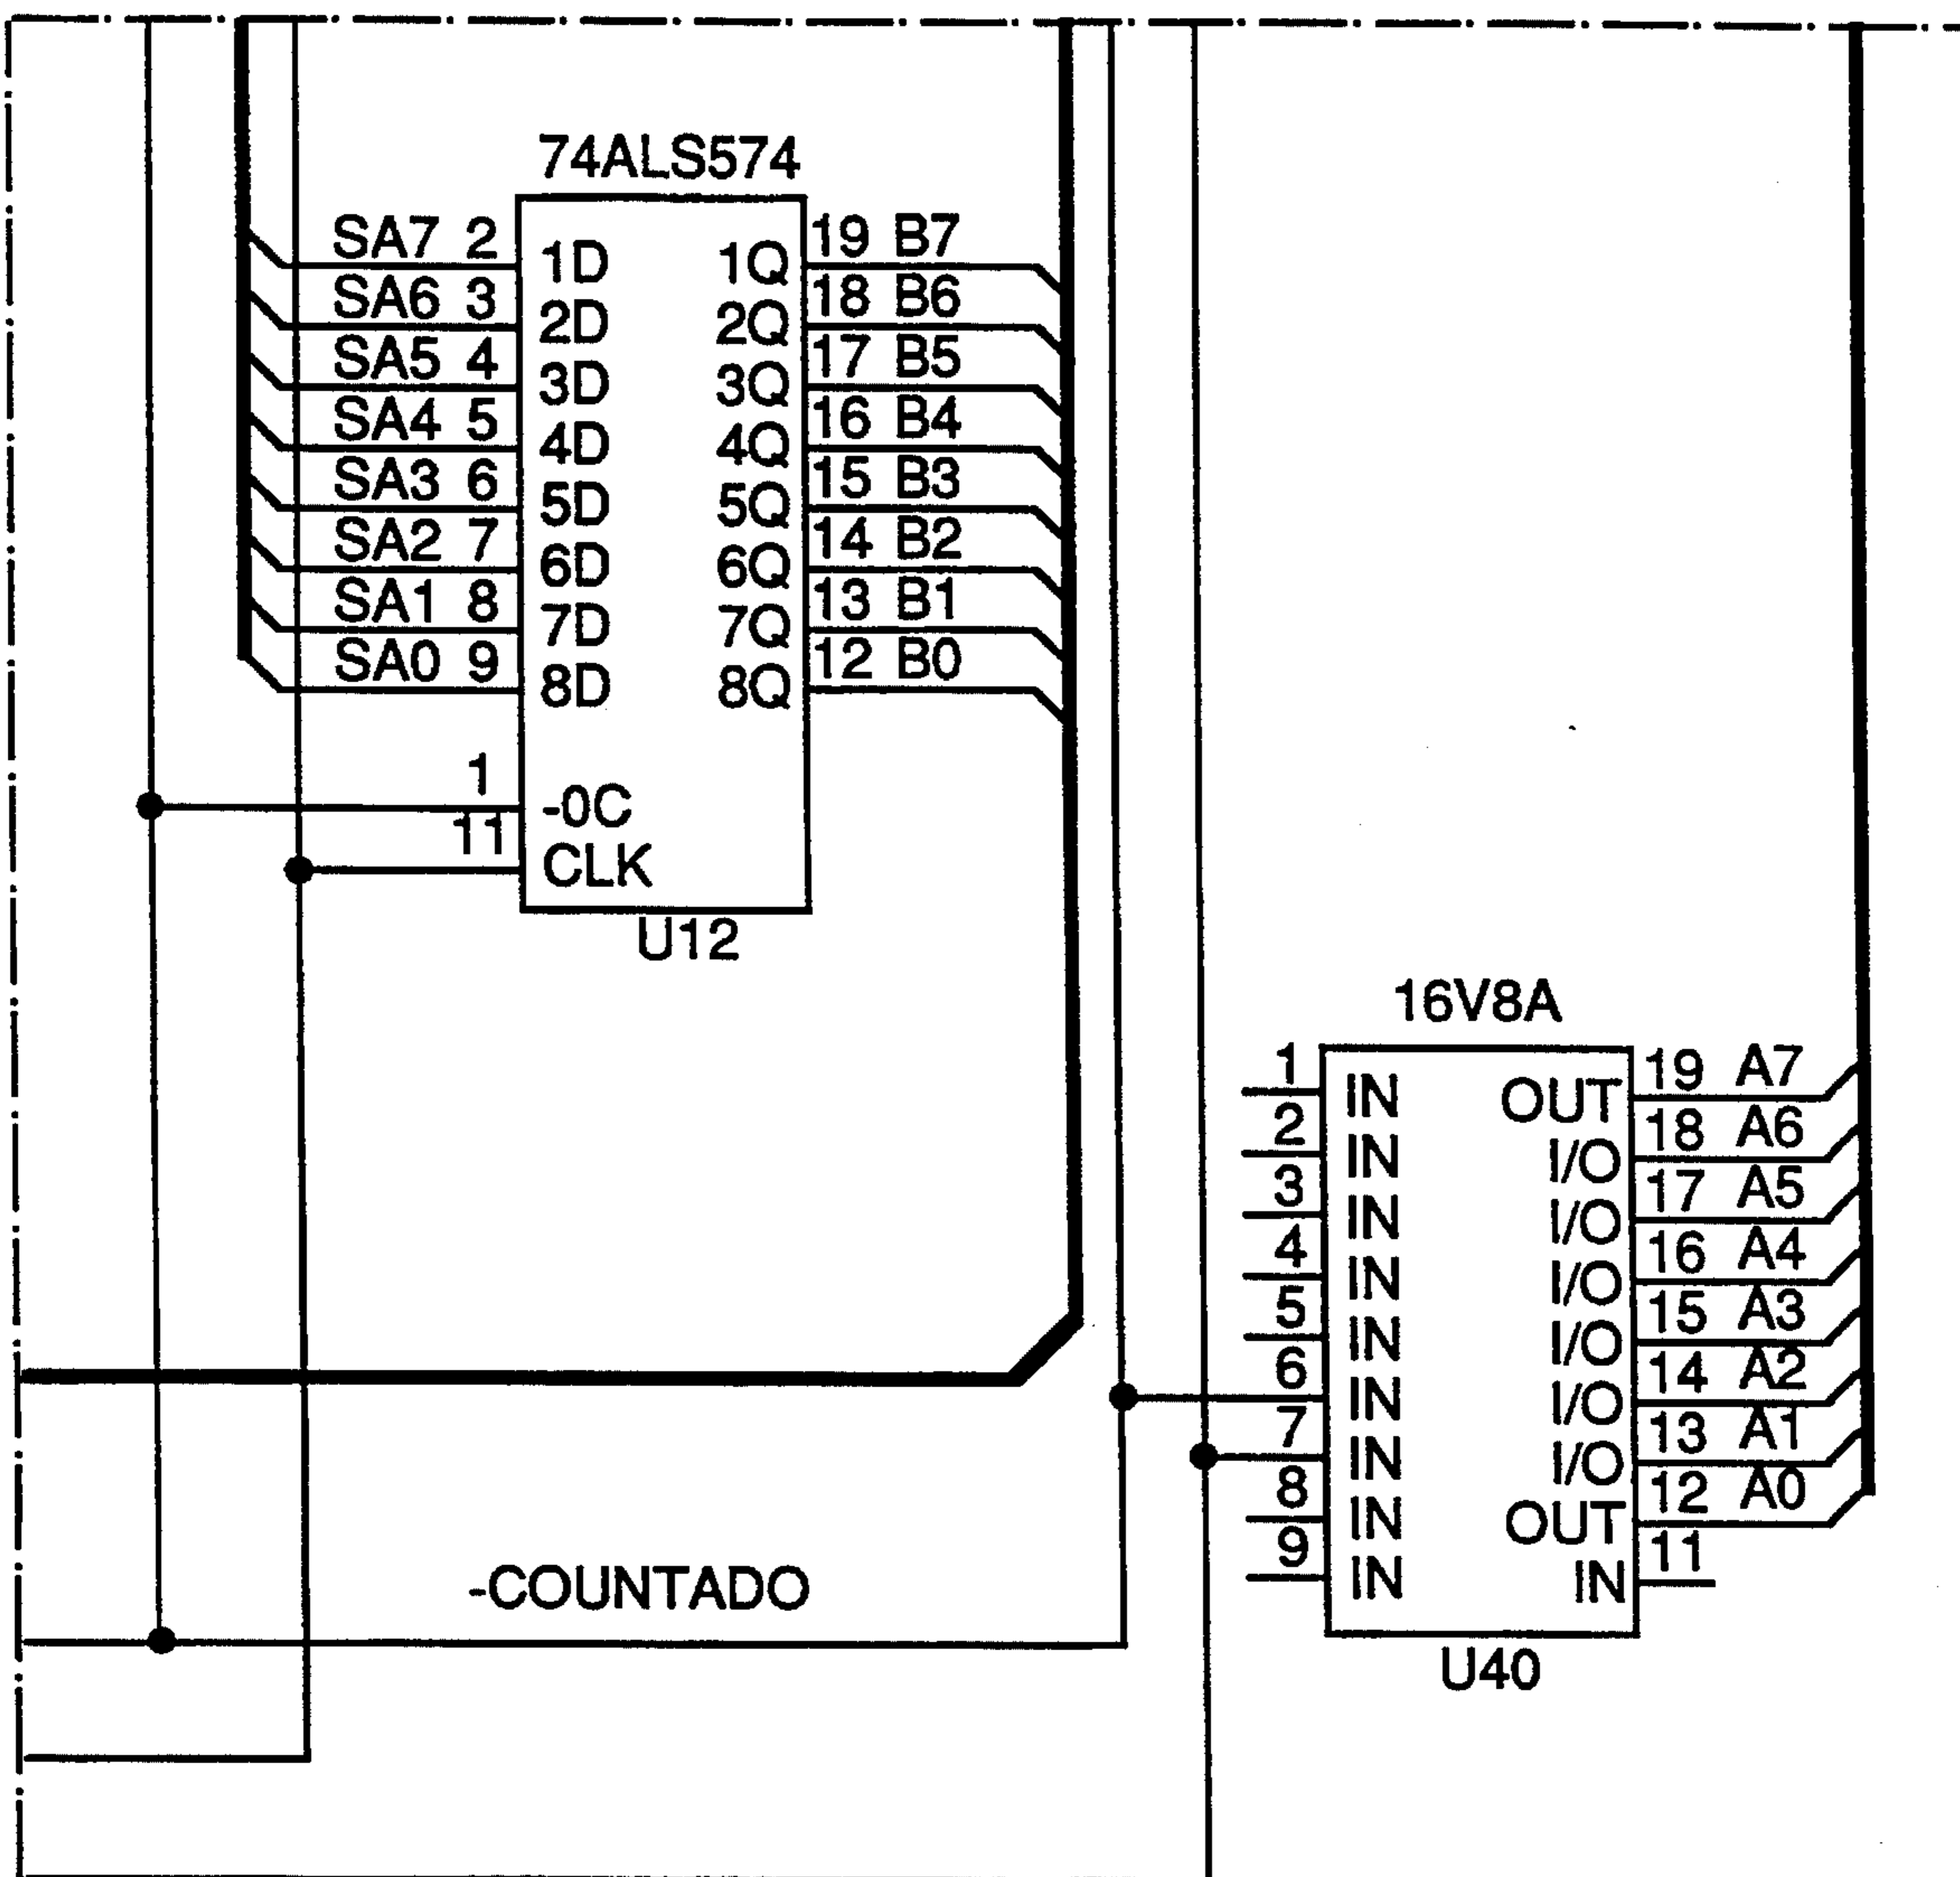 74ALS574
SA7 2 1D 1Q 19 B7
SA6 3 2D 2Q 18 B6
SA5 4 3D 3Q 17 B5
SA4 5 4D 4Q 16 B4
SA3 6 5D 5Q 15 B3
SA2 7 6D 6Q 14 B2
SA1 8 7D 7Q 13 B1
SA0 9 8D 8Q 12 B0
1 -0C
11 CLK
U12
16V8A
1 IN OUT 19 A7
2 IN I/O 18 A6
3 IN I/O 17 A5
4 IN I/O 16 A4
5 IN I/O 15 A3
6 IN I/O 14 A2
7 IN I/O 13 A1
8 IN OUT 12 A0
9 IN IN 11
U40
-COUNTADO